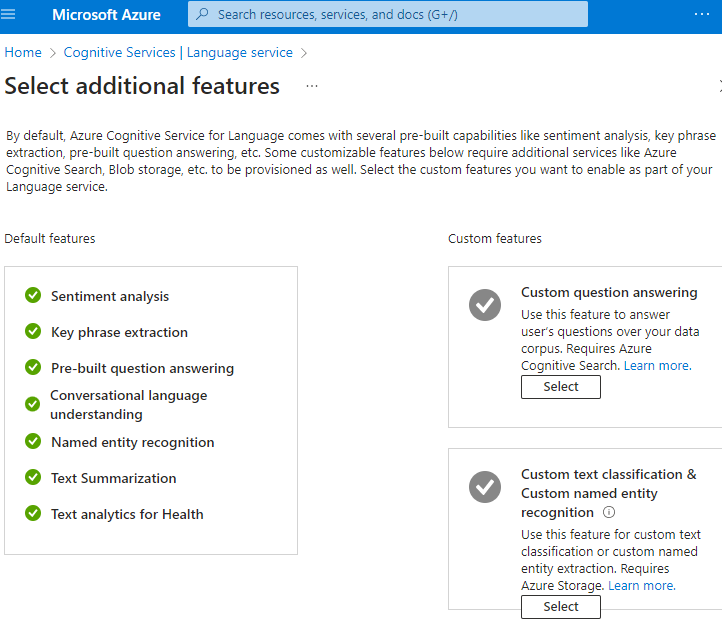 Microsoft Azure
Search resources, services, and docs (G+/)
...
Home > Cognitive Services | Language service >
Select additional features ...
By default, Azure Cognitive Service for Language comes with several pre-built capabilities like sentiment analysis, key phrase
extraction, pre-built question answering, etc. Some customizable features below require additional services like Azure
Cognitive Search, Blob storage, etc. to be provisioned as well. Select the custom features you want to enable as part of your
Language service.
Default features
Sentiment analysis
Key phrase extraction
Pre-built question answering
Conversational language
understanding
Named entity recognition
Text Summarization
Text analytics for Health
Custom features
Custom question answering
Use this feature to answer
user's questions over your data
corpus. Requires Azure
Cognitive Search. Learn more.
Select
Custom text classification &
Custom named entity
recognition
Use this feature for custom text
classification or custom named
entity extraction. Requires
Azure Storage. Learn more.
Select